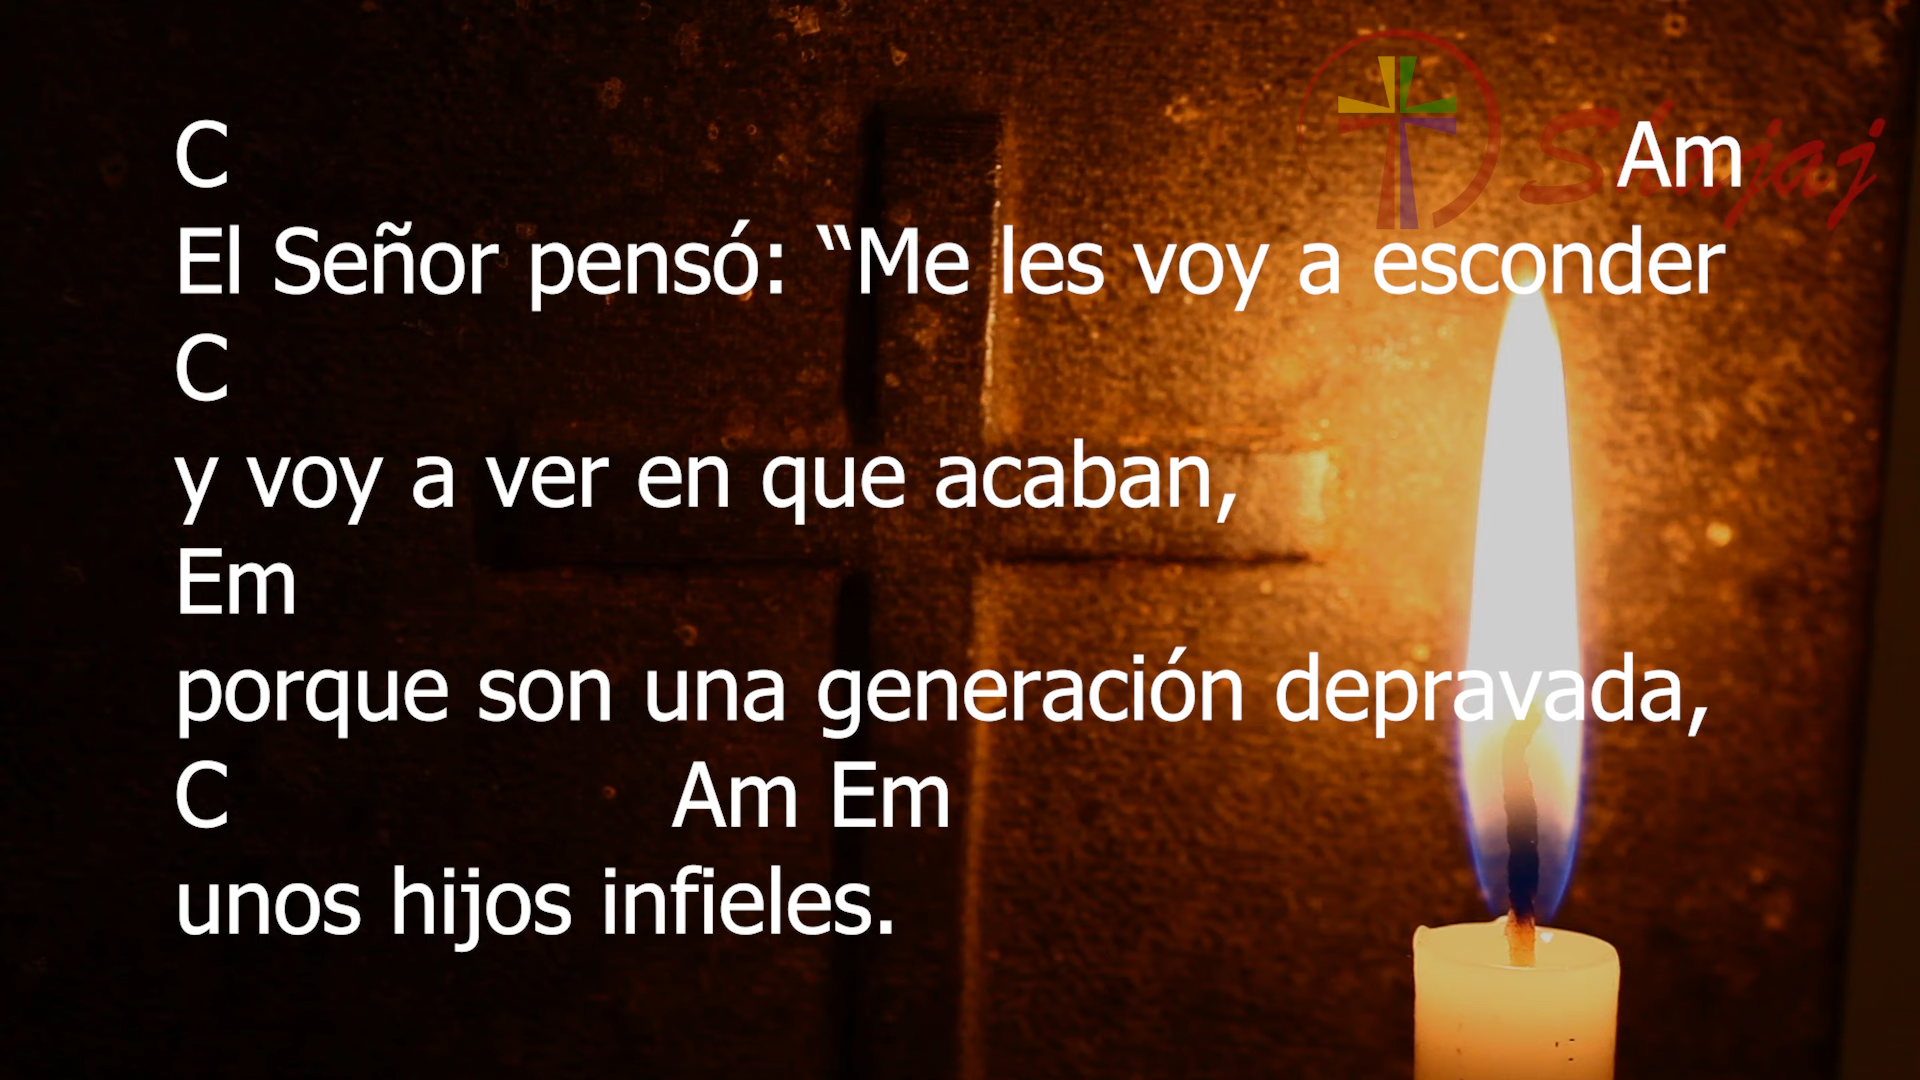 C Am
El Señor pensó: “Me les voy a esconder
C
y voy a ver en que acaban,
Em
porque son una generación depravada,
C Am Em
unos hijos infieles.